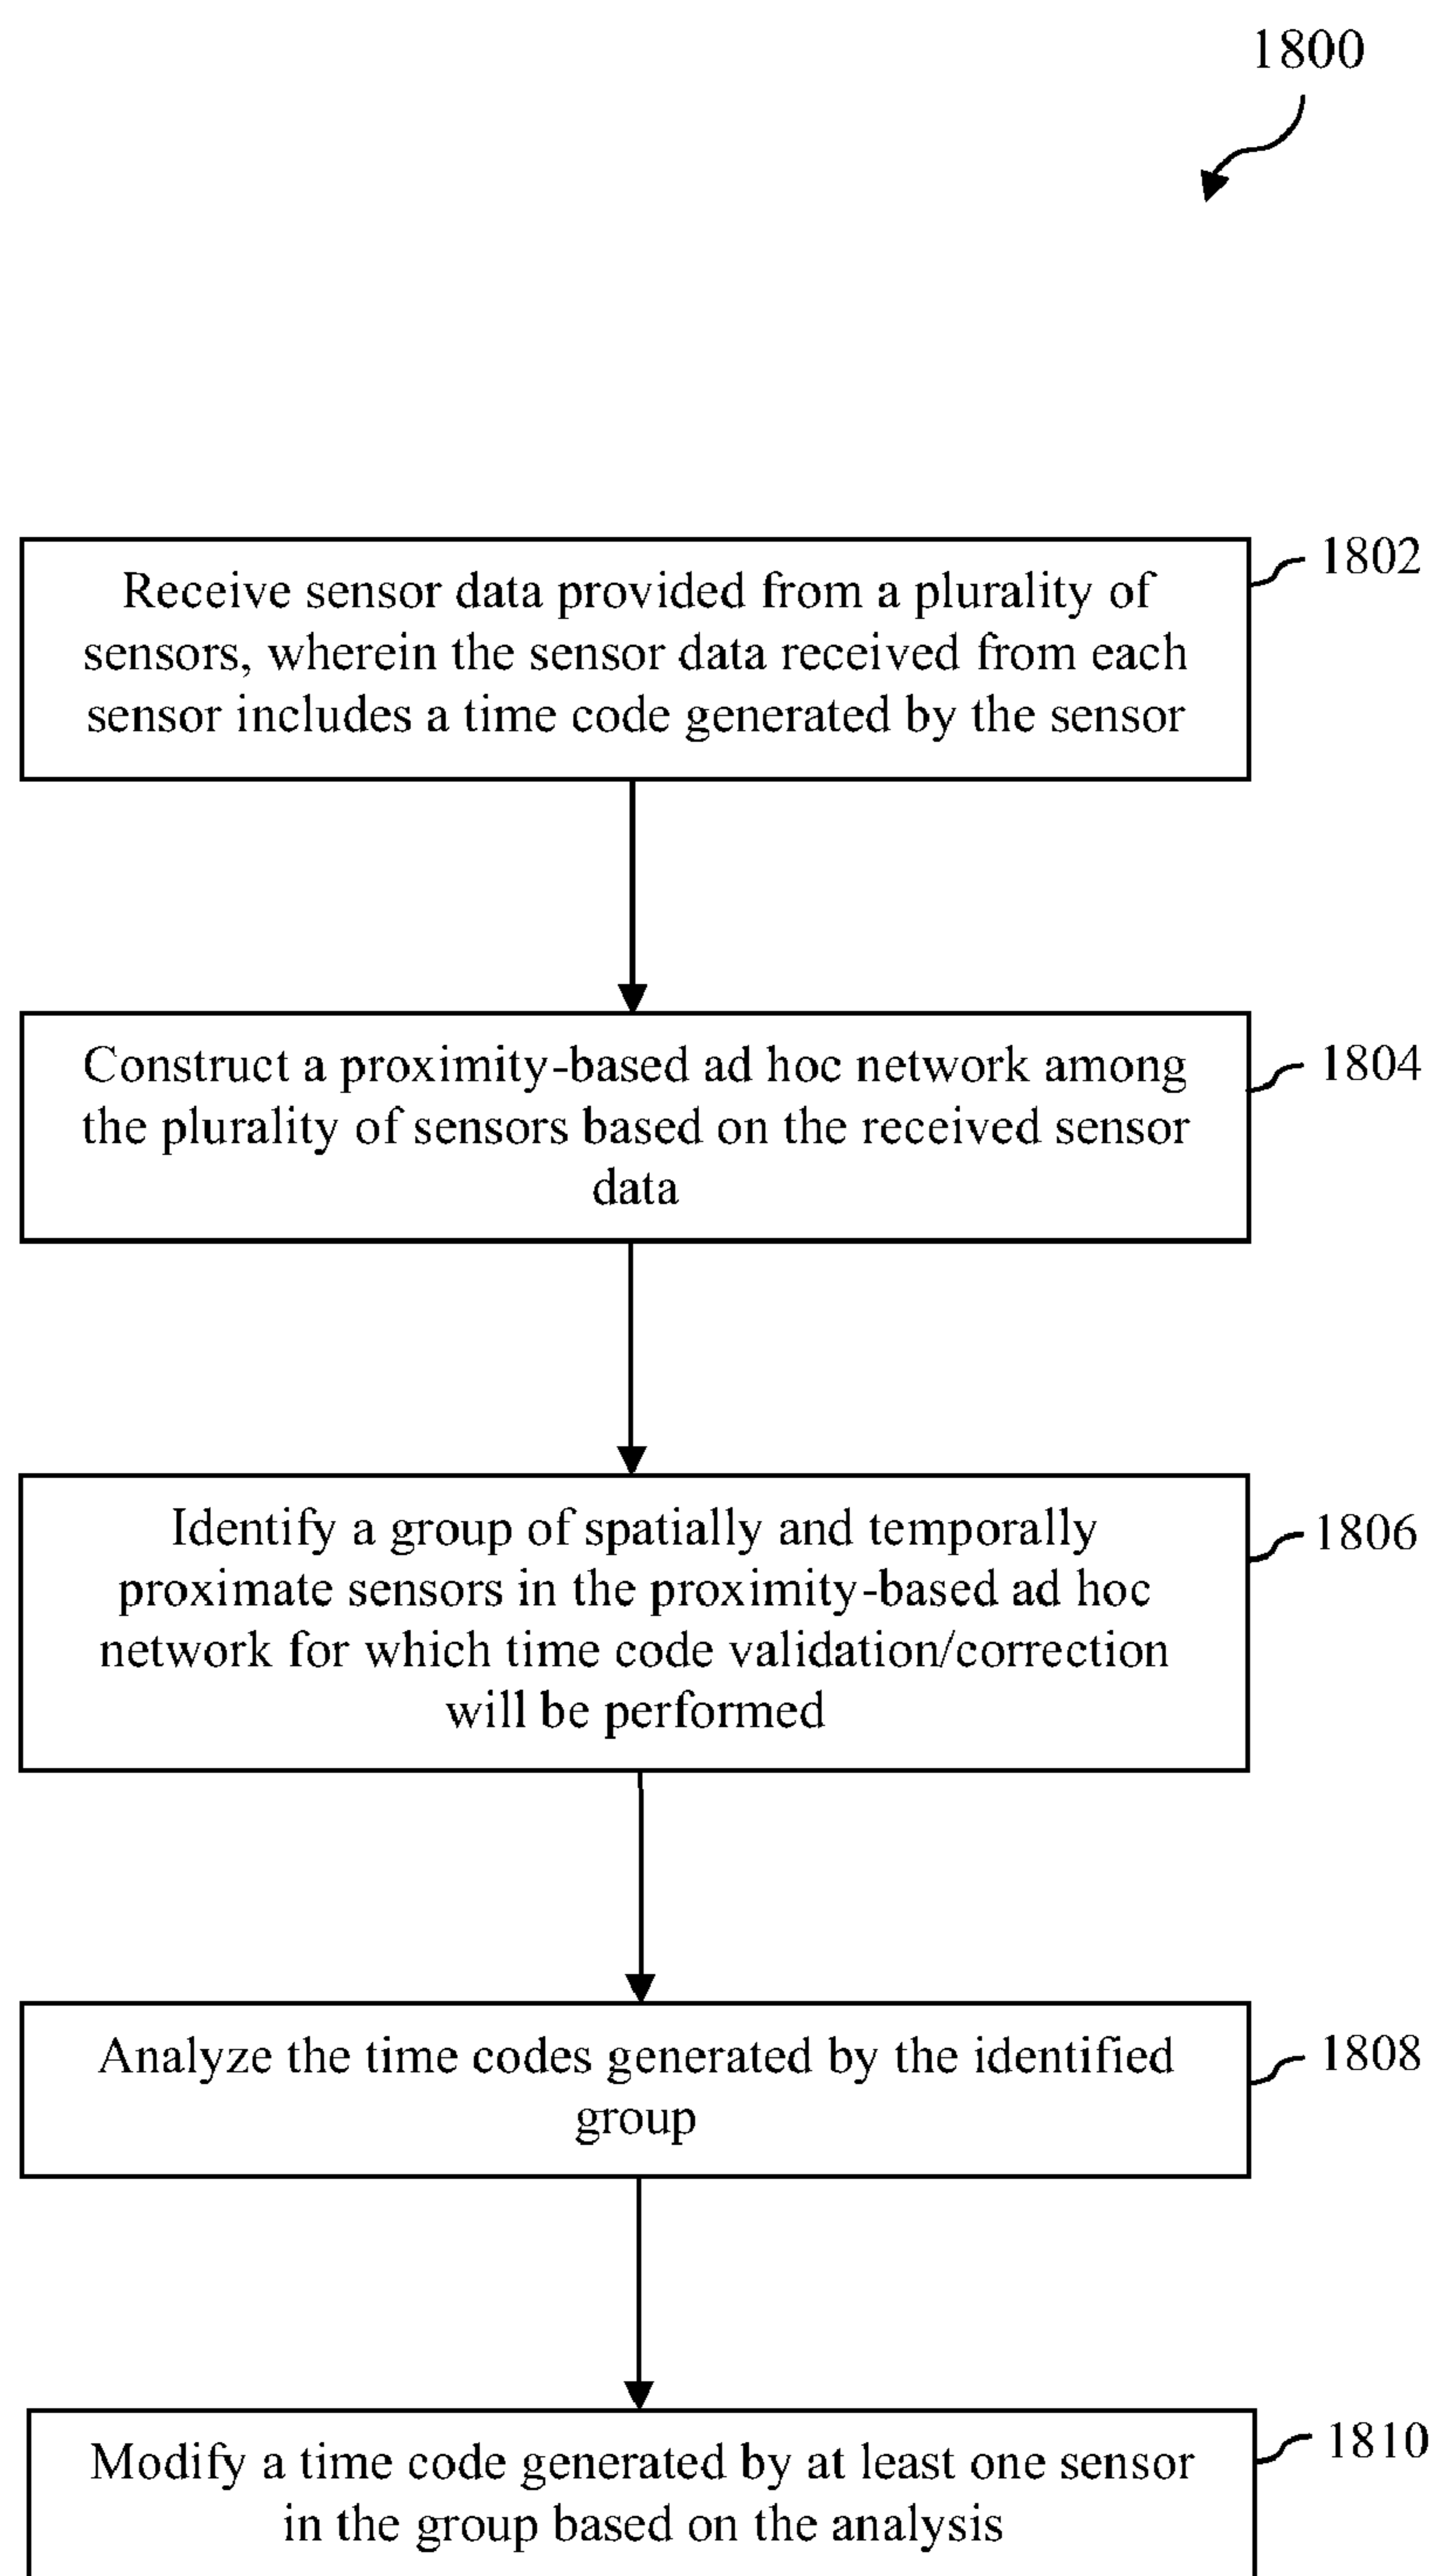 1800
1802
Receive sensor data provided from a plurality of
sensors, wherein the sensor data received from each
sensor includes a time code generated by the sensor
1804
Construct a proximity-based ad hoc network among
the plurality of sensors based on the received sensor
data
1806
Identify a group of spatially and temporally
proximate sensors in the proximity-based ad hoc
network for which time code validation/correction
will be performed
1808
Analyze the time codes generated by the identified
group
1810
Modify a time code generated by at least one sensor
in the group based on the analysis